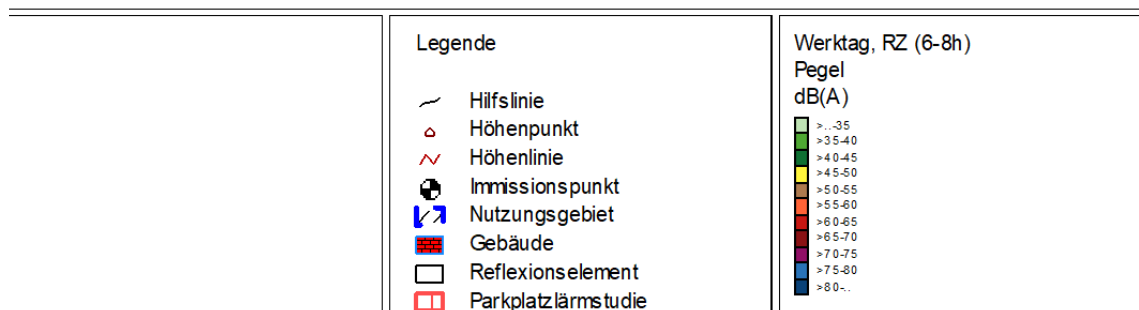 Legende
Hilfslinie
Höhenpunkt
Höhenlinie
Immissionspunkt
Nutzungsgebiet
Gebäude
Reflexionselement
Parkplatzlärmstudie
Werktag, RZ (6-8h)
Pegel
dB(A)
>..-35
>35-40
>40-45
>45-50
>50-55
>55-60
>60-65
>65-70
>70-75
>75-80
>80-..